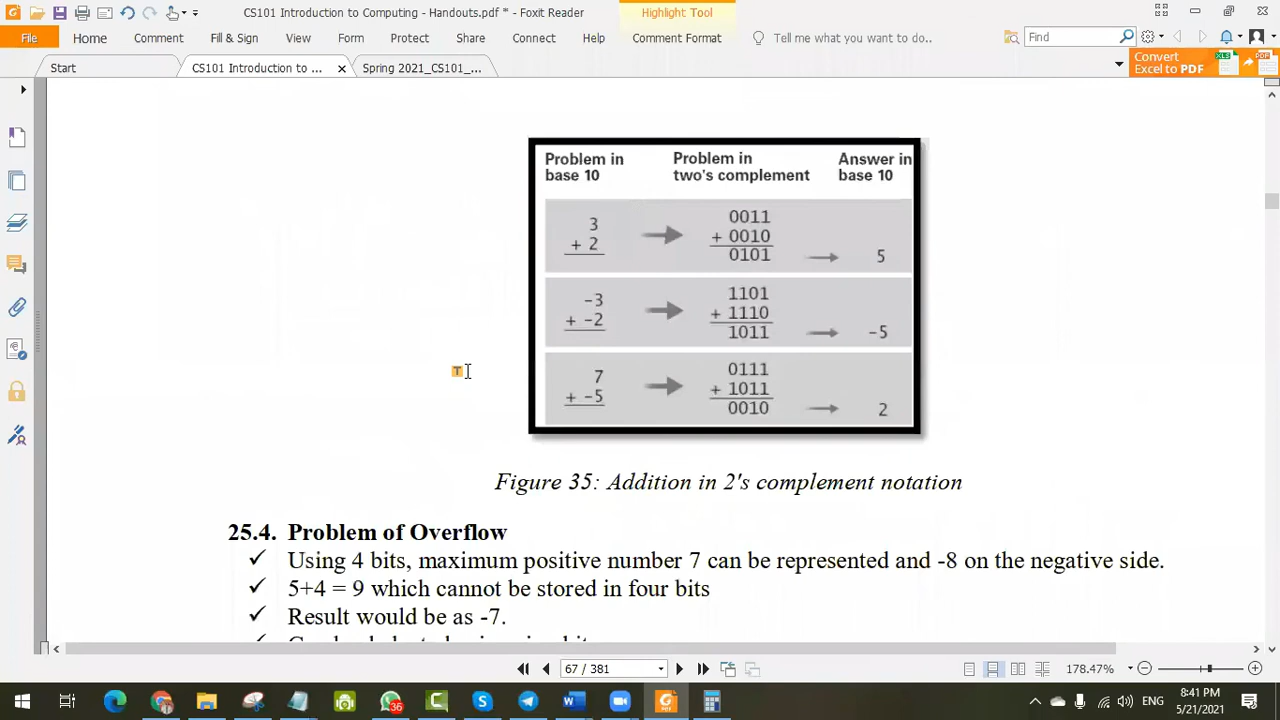 CS101 Introduction to Computing - Handouts.pdf * - Foxit Reader
Highlight Tool
File
Home
Comment
Fill & Sign
View
Form
Protect
Share
Connect
Help
Comment Format
Tell me what you want to do..
Find
Start
CS101 Introduction to ...
Spring 2021_CS101_...
Convert
Excel to PDF
Problem in
base 10
Problem in
two's complement
Answer in
base 10
3
+ 2
0011
+ 0010
0101
5
-3
+ -2
1101
+ 1110
1011
-5
7
+ -5
0111
+ 1011
0010
2
Figure 35: Addition in 2's complement notation
25.4. Problem of Overflow
✓ Using 4 bits, maximum positive number 7 can be represented and -8 on the negative side.
✓ 5+4 = 9 which cannot be stored in four bits
✓ Result would be as -7.
67 / 381
178.47%
36
ENG
8:41 PM
5/21/2021